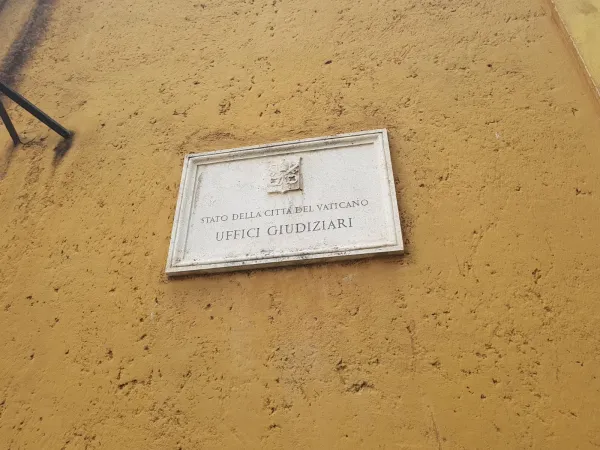 STATO DELLA CITTÀ DEL VATICANO
UFFICI GIUDIZIARI